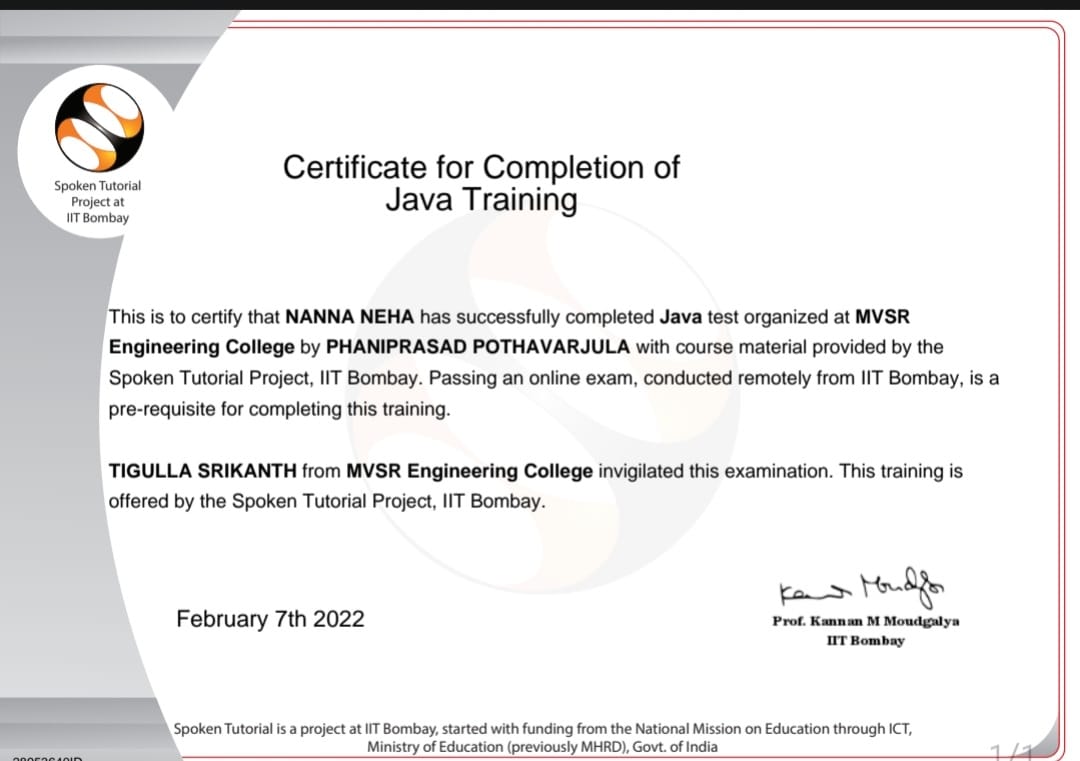 Spoken Tutorial
Project at
IIT Bombay
Certificate for Completion of
Java Training
This is to certify that NANNA NEHA has successfully completed Java test organized at MVSR
Engineering College by PHANIPRASAD POTHAVARJULA with course material provided by the
Spoken Tutorial Project, IIT Bombay. Passing an online exam, conducted remotely from IIT Bombay, is a
pre-requisite for completing this training.
TIGULLA SRIKANTH from MVSR Engineering College invigilated this examination. This training is
offered by the Spoken Tutorial Project, IIT Bombay.
February 7th 2022
Prof. Kannan M Moudgalya
IIT Bombay
Spoken Tutorial is a project at IIT Bombay, started with funding from the National Mission on Education through ICT,
Ministry of Education (previously MHRD), Govt. of India
1/1